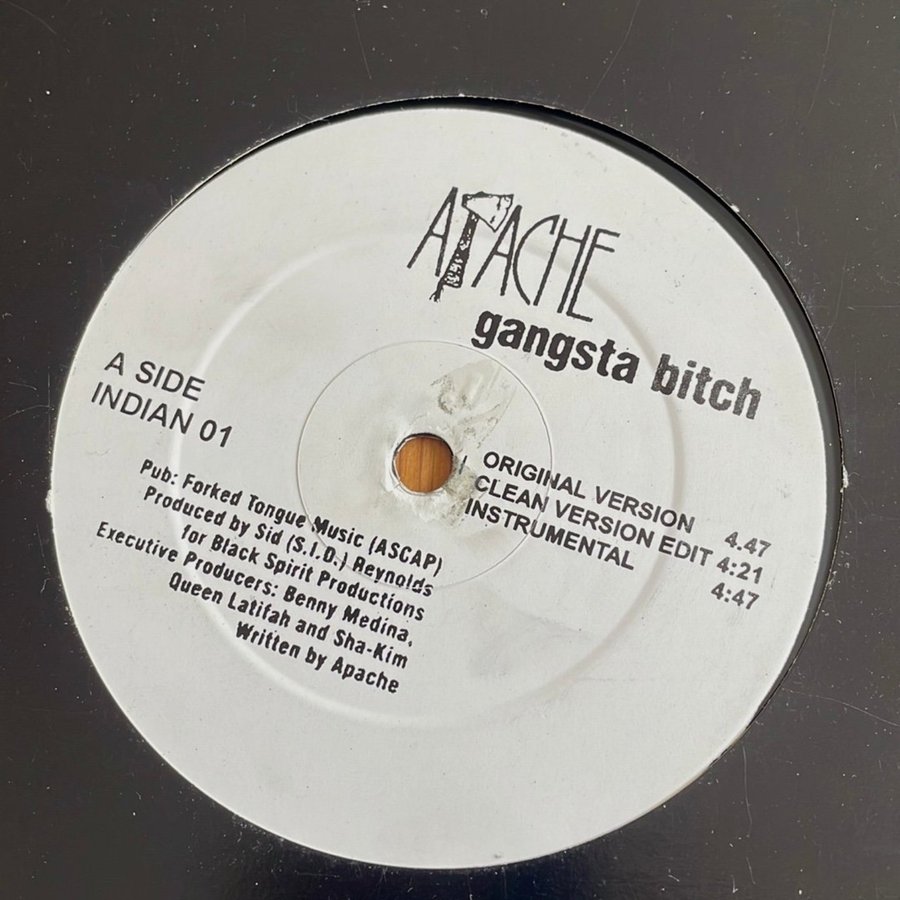 APACHE
gangsta bitch
A SIDE
INDIAN 01
ORIGINAL VERSION 4.47
CLEAN VERSION EDIT 4:21
INSTRUMENTAL 4:47
Pub: Forked Tongue Music (ASCAP)
Produced by Sid (S.I.D.) Reynolds
for Black Spirit Productions
Executive Producers: Benny Medina,
Queen Latifah and Sha-Kim
Written by Apache